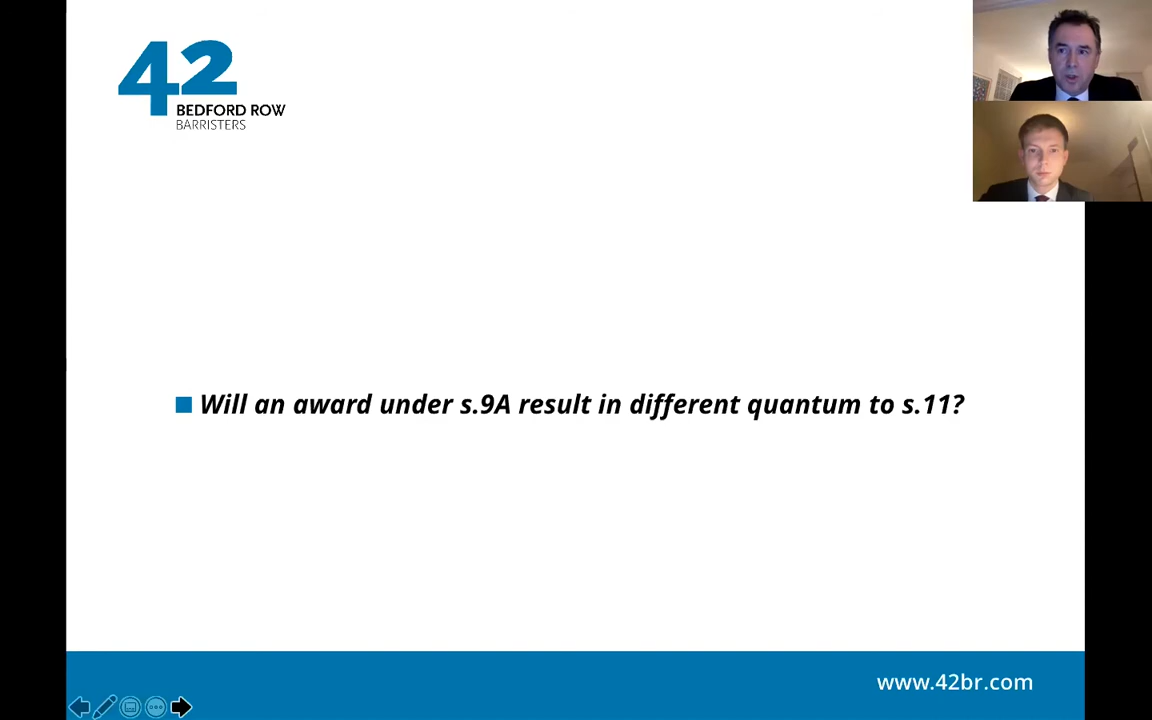 42
BEDFORD ROW
BARRISTERS
Will an award under s.9A result in different quantum to s.11?
www.42br.com